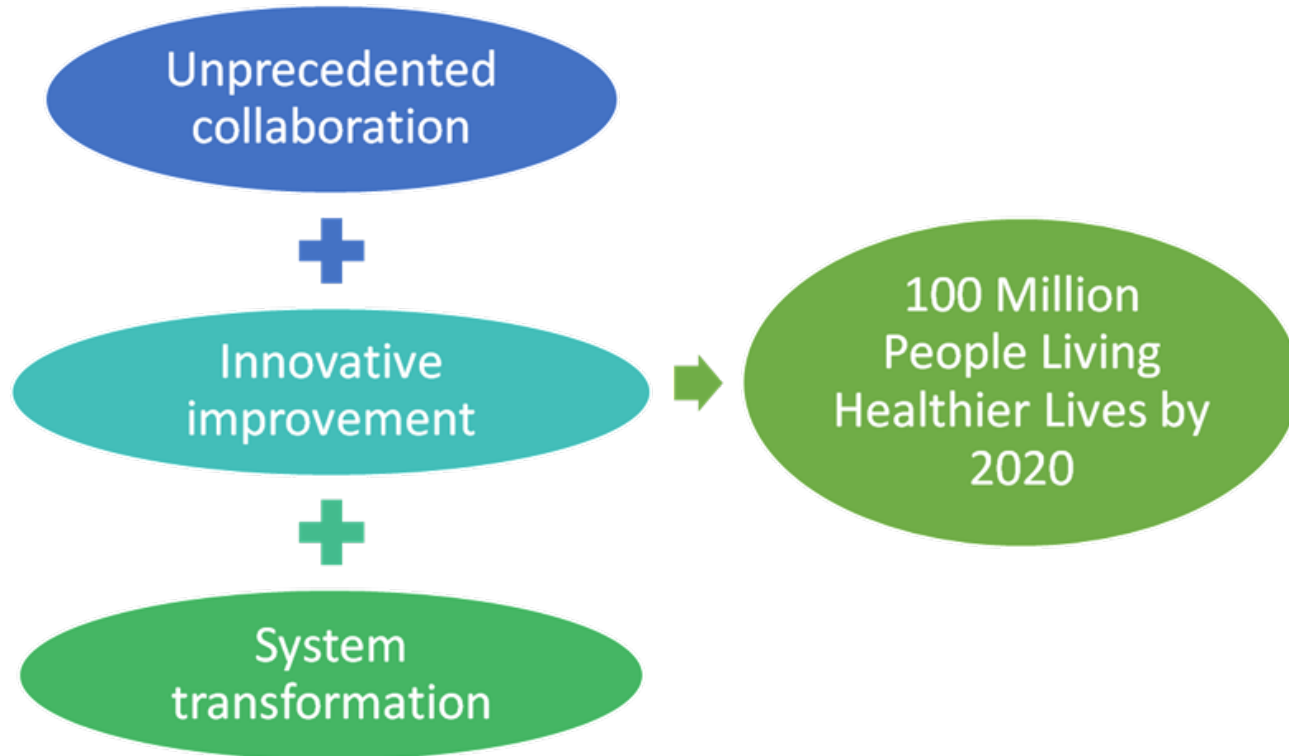 Unprecedented
collaboration
Innovative
improvement
System
transformation
100 Million
People Living
Healthier Lives by
2020